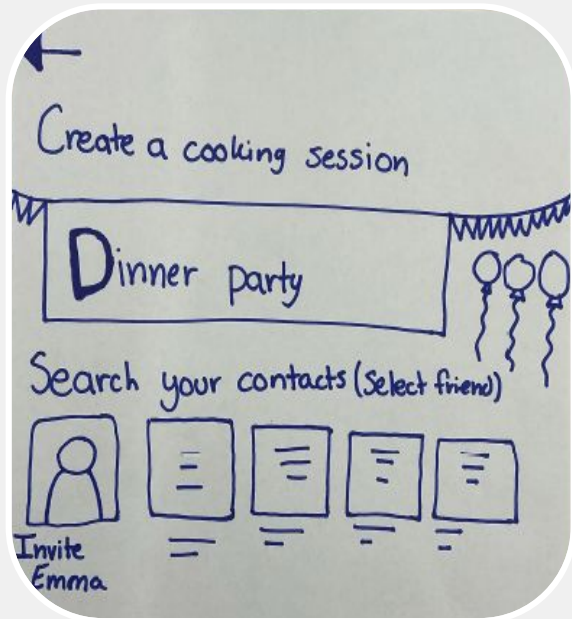 Create a cooking session
Dinner party
Search your contacts (Select friend)
Invite
Emma